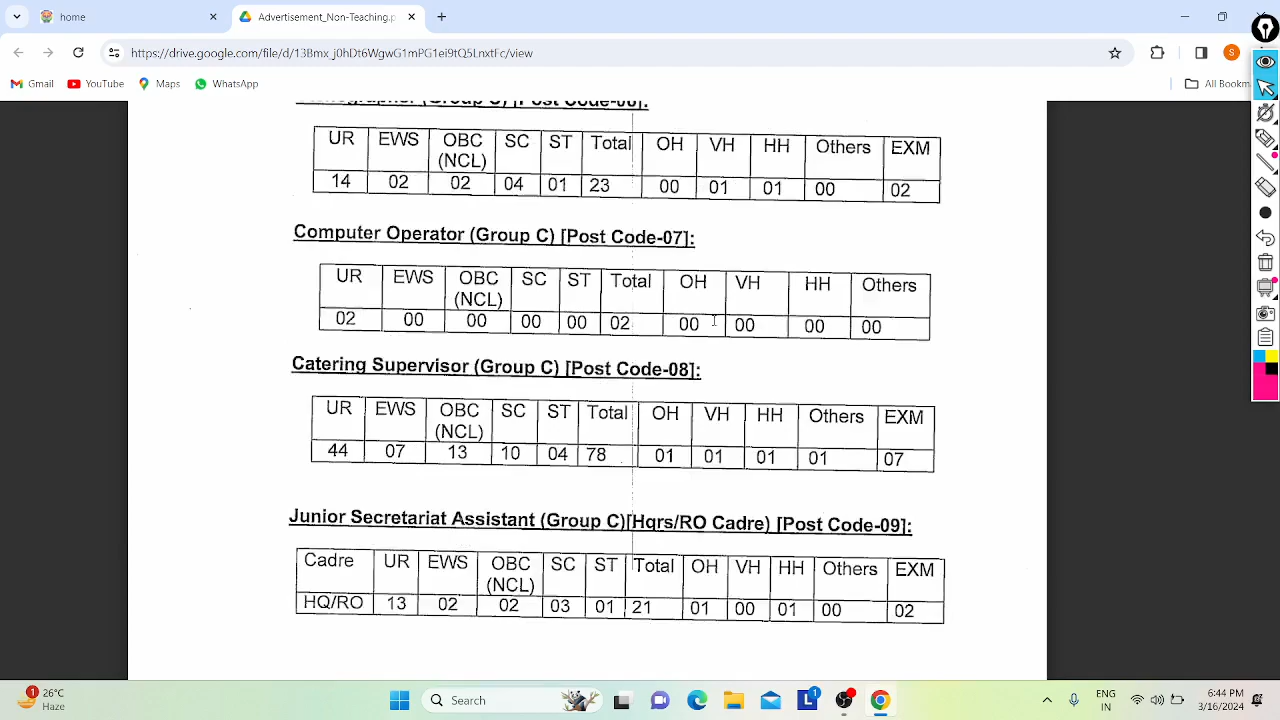 home
Advertisement_Non-Teaching.p
https://drive.google.com/file/d/13Bmx_j0hDt6WgwG1mPG1ei9tQ5LnxtFc/view
S
Gmail YouTube Maps WhatsApp All Bookm
(Group C) [Post Code-06]:
UR EWS OBC (NCL) SC ST Total OH VH HH Others EXM
14 02 02 04 01 23 00 01 01 00 02
Computer Operator (Group C) [Post Code-07]:
UR EWS OBC (NCL) SC ST Total OH VH HH Others
02 00 00 00 00 02 00 00 00 00
Catering Supervisor (Group C) [Post Code-08]:
UR EWS OBC (NCL) SC ST Total OH VH HH Others EXM
44 07 13 10 04 78 01 01 01 01 07
Junior Secretariat Assistant (Group C)[Hqrs/RO Cadre) [Post Code-09]:
Cadre UR EWS OBC (NCL) SC ST Total OH VH HH Others EXM
HQ/RO 13 02 02 03 01 21 01 00 01 00 02
1
26°C
Haze
Search
L 1
ENG
IN
6:44 PM
3/16/2024